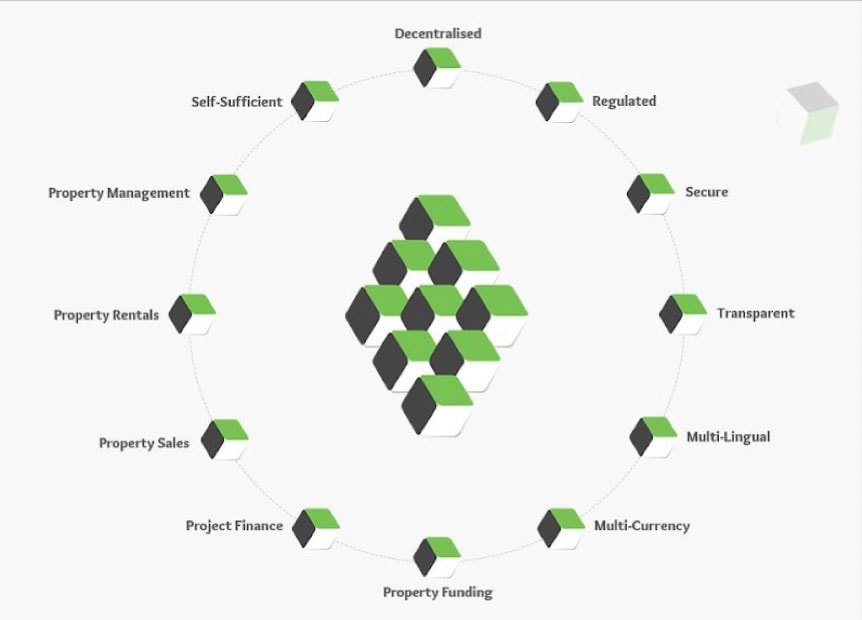 Decentralised
Self-Sufficient
Regulated
Property Management
Secure
Property Rentals
Transparent
Property Sales
Multi-Lingual
Project Finance
Multi-Currency
Property Funding